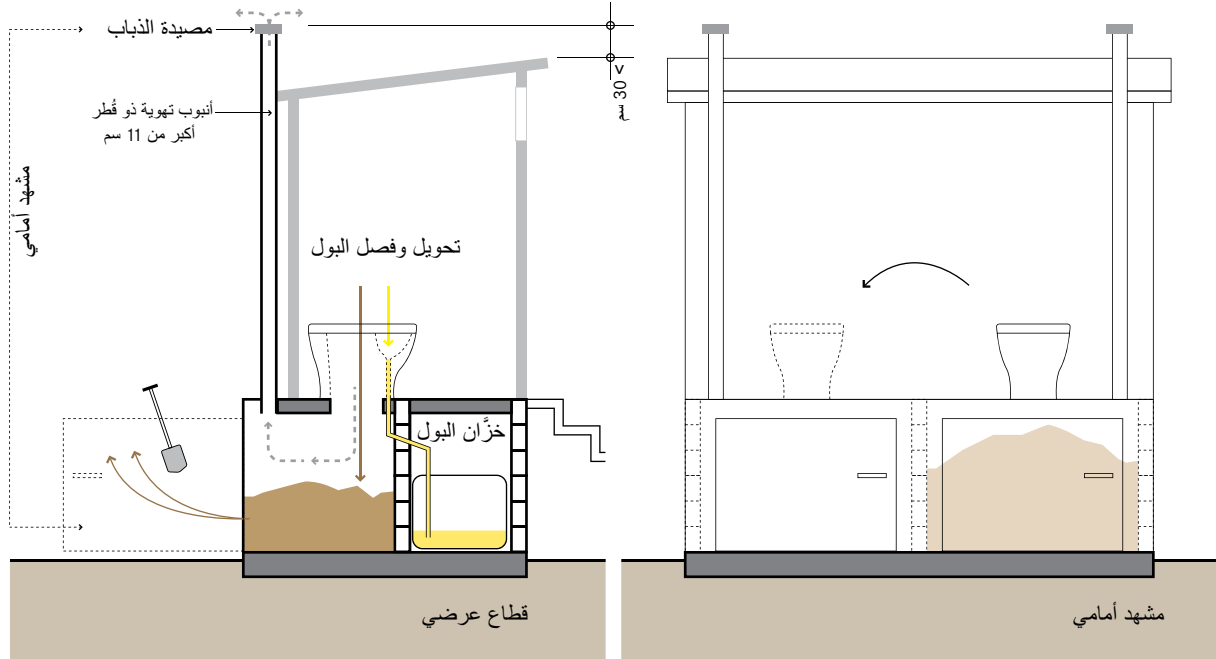 مصيدة الذباب
أنبوب تهوية ذو قُطر
أكبر من 11 سم
> 30 سم
مشهد أمامي
تحويل وفصل البول
خزَّان البول
قطاع عرضي
مشهد أمامي